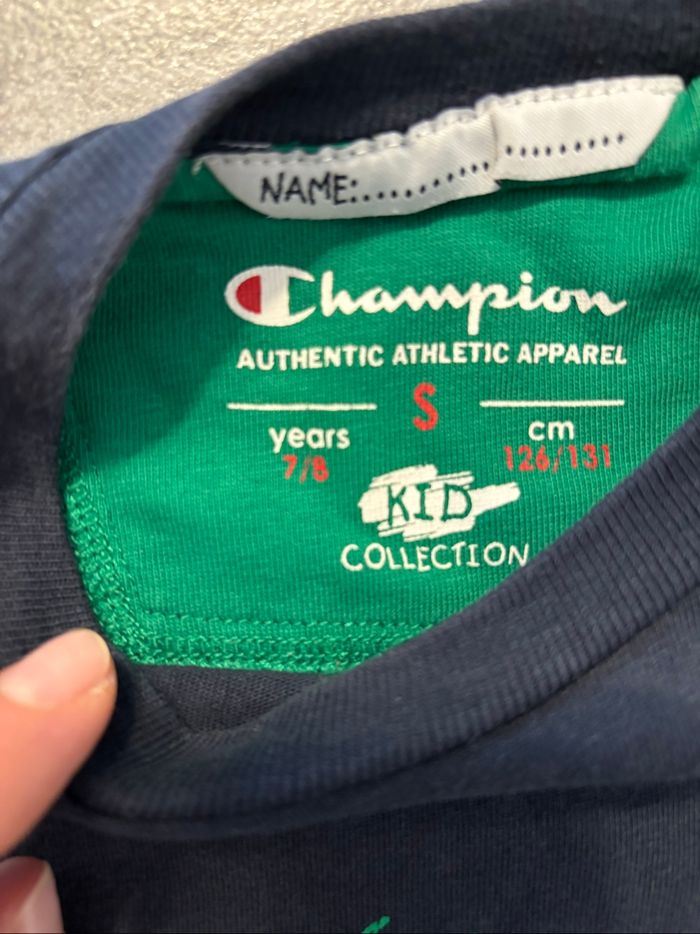 NAME:....................
Champion
AUTHENTIC ATHLETIC APPAREL
S
years
7/8
cm
126/131
KID
COLLECTION